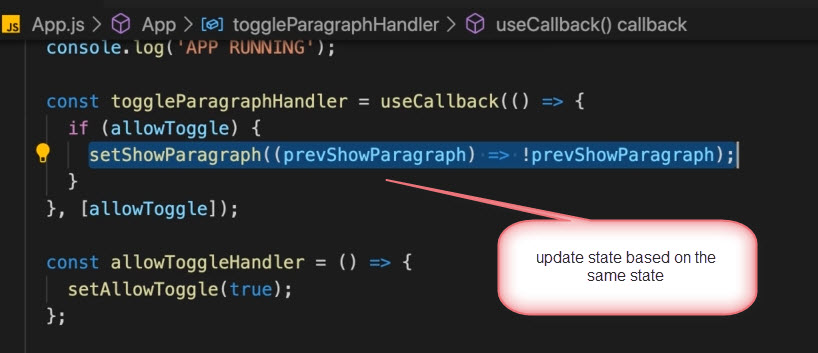 JS App.js > App > toggleParagraphHandler > useCallback() callback
console.log('APP RUNNING');
const toggleParagraphHandler = useCallback(() => {
if (allowToggle) {
setShowParagraph((prevShowParagraph) => !prevShowParagraph);
}
}, [allowToggle]);
const allowToggleHandler = () => {
setAllowToggle(true);
};
update state based on the
same state